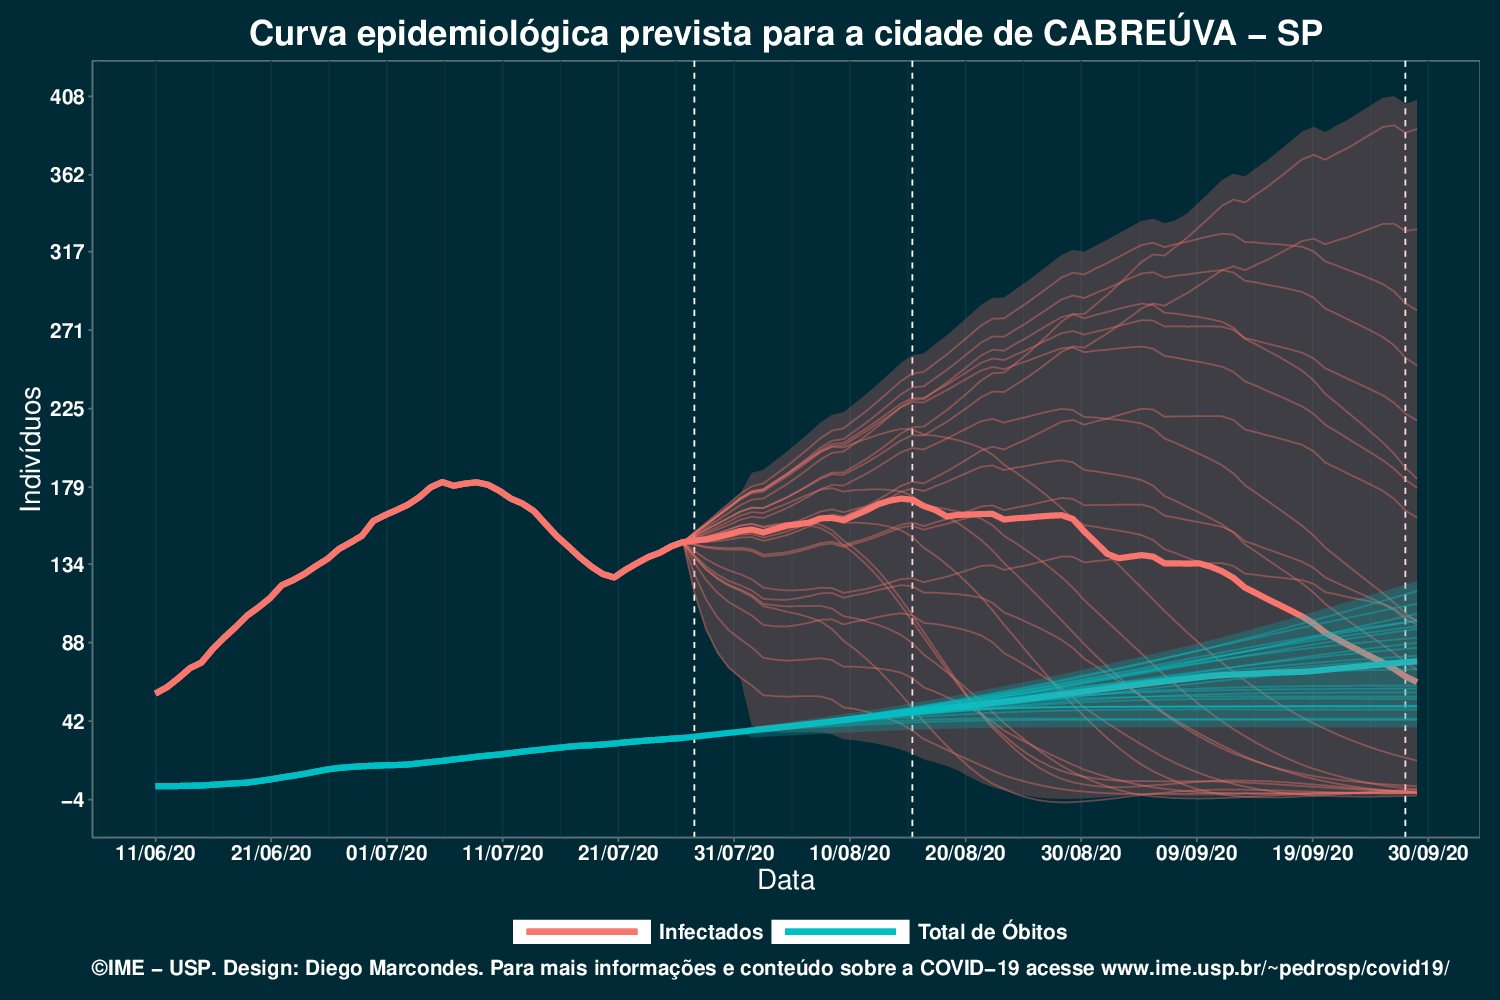 Curva epidemiológica prevista para a cidade de CABREÚVA – SP
408
362
317
271
225
179
134
88
42
−4
Indivíduos
11/06/20 21/06/20 01/07/20 11/07/20 21/07/20 31/07/20 10/08/20 20/08/20 30/08/20 09/09/20 19/09/20 30/09/20
Data
Infectados Total de Óbitos
©IME – USP. Design: Diego Marcondes. Para mais informações e conteúdo sobre a COVID−19 acesse www.ime.usp.br/~pedrosp/covid19/